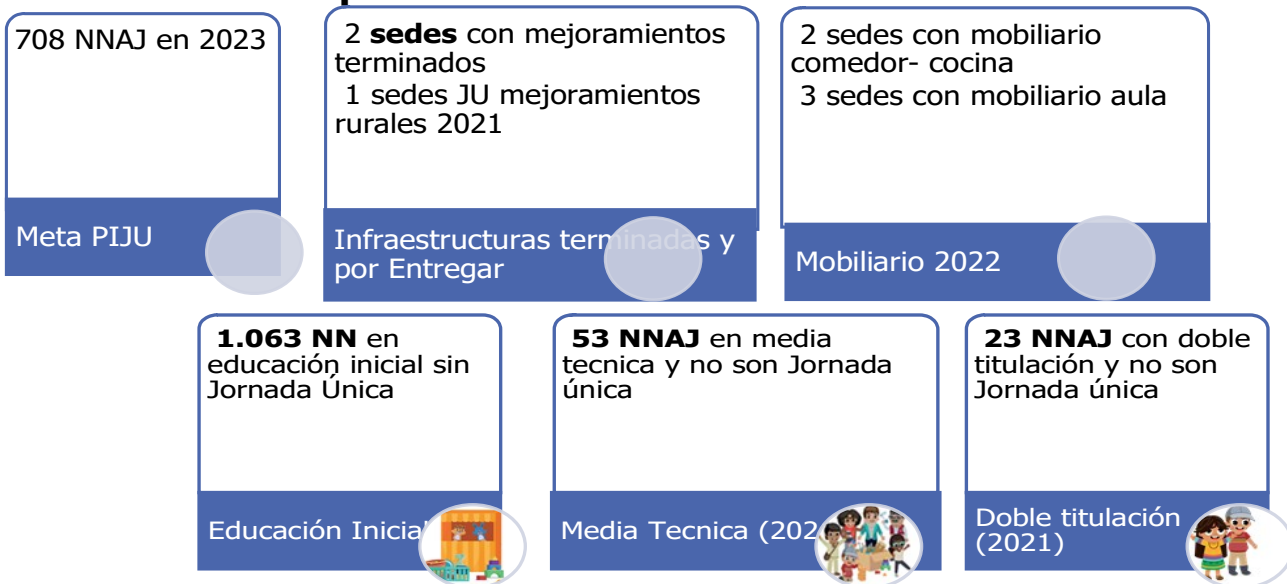 708 NNAJ en 2023
Meta PIJU
2 sedes con mejoramientos
terminados
1 sedes JU mejoramientos
rurales 2021
Infraestructuras terminadas y
por Entregar
2 sedes con mobiliario
comedor- cocina
3 sedes con mobiliario aula
Mobiliario 2022
1.063 NN en
educación inicial sin
Jornada Única
Educación Inicial
53 NNAJ en media
tecnica y no son Jornada
única
Media Tecnica (202
23 NNAJ con doble
titulación y no son
Jornada única
Doble titulación
(2021)